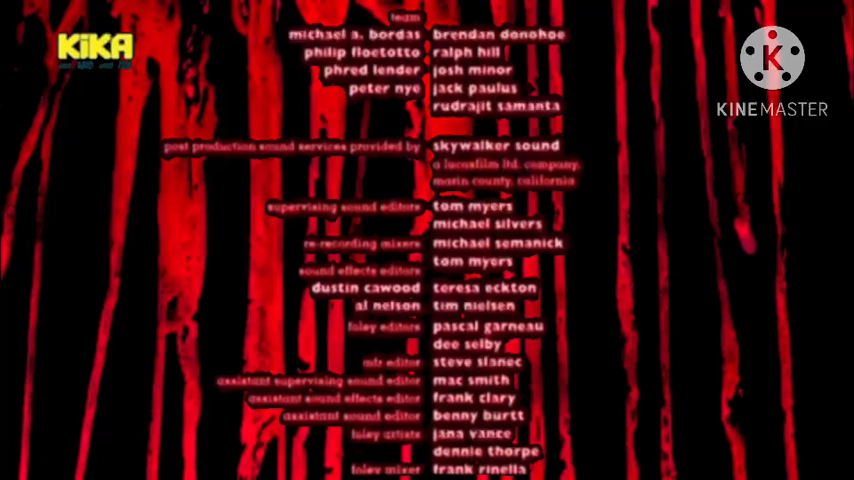 KiKA
KINEMASTER
team
michael a. bordas brendan donohoe
philip floetotto ralph hill
phred lender josh minor
peter nye jack paulus
rudrajit samanta
post production sound services provided by skywalker sound
a lucasfilm ltd. company.
marin county. california
supervising sound editors tom myers
michael silvers
re-recording mixers michael semanick
tom myers
sound effects editors
dustin cawood teresa eckton
al nelson tim nielsen
foley editors pascal garneau
dee selby
adr editor steve slanec
assistant supervising sound editor mac smith
assistant sound effects editor frank clary
assistant sound editor benny burtt
foley artists jana vance
dennie thorpe
foley mixer frank rinella